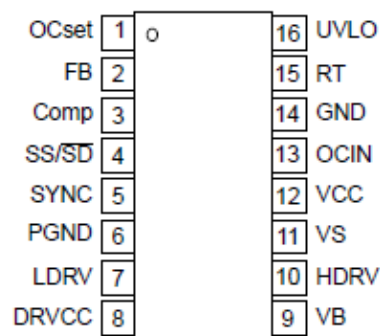 OCset 1 o 16 UVLO
FB 2 15 RT
Comp 3 14 GND
SS/SD 4 13 OCIN
SYNC 5 12 VCC
PGND 6 11 VS
LDRV 7 10 HDRV
DRVCC 8 9 VB